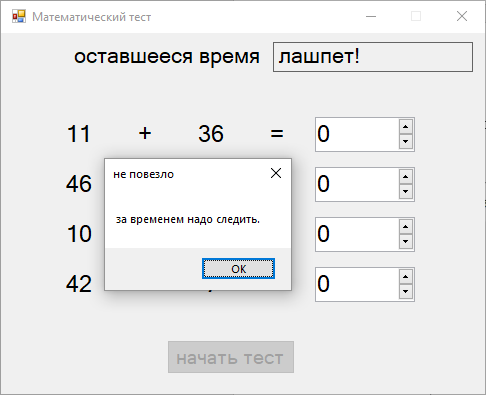 Математический тест
оставшееся время лашпет!
11 + 36 = 0
46 0
10 0
42 0
не повезло
за временем надо следить.
OK
начать тест